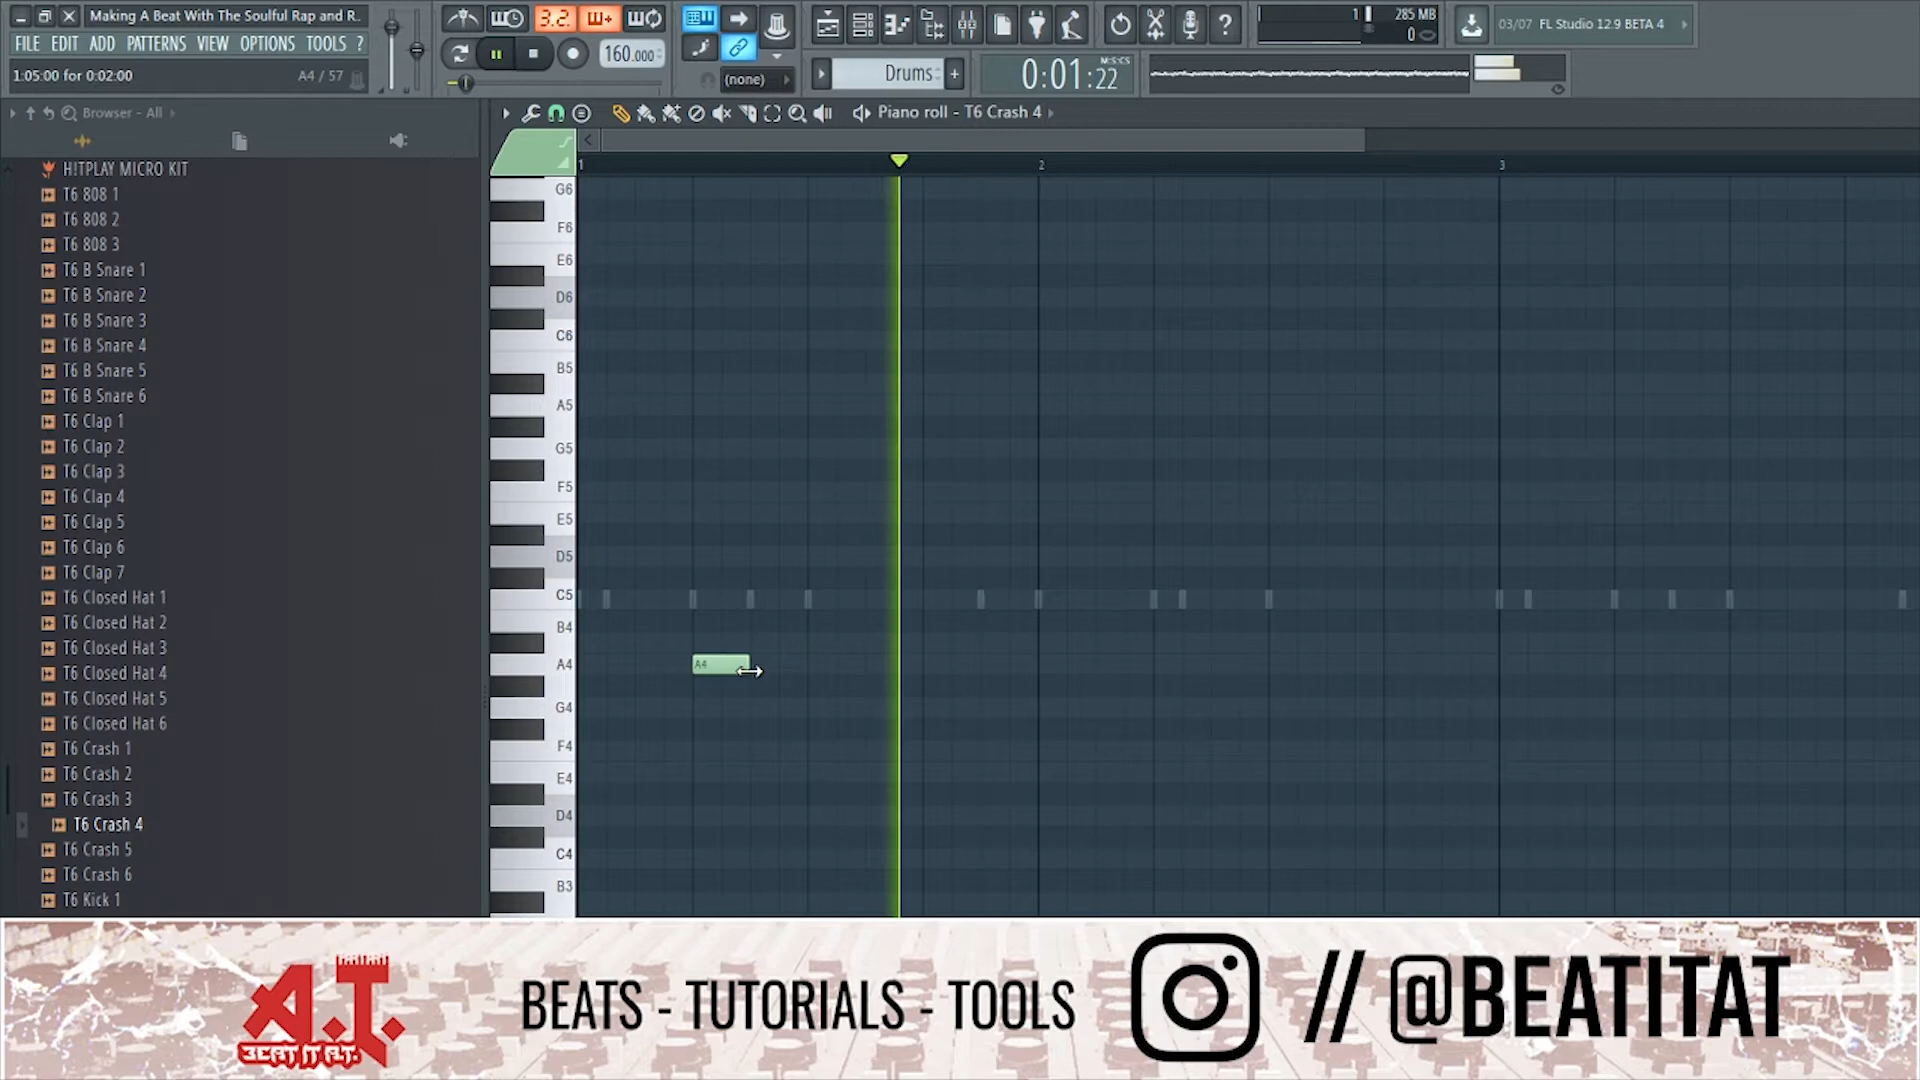 Making A Beat With The Soulful Rap and R..
FILE EDIT ADD PATTERNS VIEW OPTIONS TOOLS ?
1:05:00 for 0:02:00
A4 / 57
3.2.
160.000
(none)
Drums
+
0:01:22
M:S:CS
1
285 MB
0
?
03/07 FL Studio 12.9 BETA 4
Browser - All
Piano roll - T6 Crash 4
H!TPLAY MICRO KIT
T6 808 1
T6 808 2
T6 808 3
T6 B Snare 1
T6 B Snare 2
T6 B Snare 3
T6 B Snare 4
T6 B Snare 5
T6 B Snare 6
T6 Clap 1
T6 Clap 2
T6 Clap 3
T6 Clap 4
T6 Clap 5
T6 Clap 6
T6 Clap 7
T6 Closed Hat 1
T6 Closed Hat 2
T6 Closed Hat 3
T6 Closed Hat 4
T6 Closed Hat 5
T6 Closed Hat 6
T6 Crash 1
T6 Crash 2
T6 Crash 3
T6 Crash 4
T6 Crash 5
T6 Crash 6
T6 Kick 1
1
2
3
G6
F6
E6
D6
C6
B5
A5
G5
F5
E5
D5
C5
B4
A4
G4
F4
E4
D4
C4
B3
A4
A.T.
BEAT IT A.T.
BEATS - TUTORIALS - TOOLS
// @BEATITAT